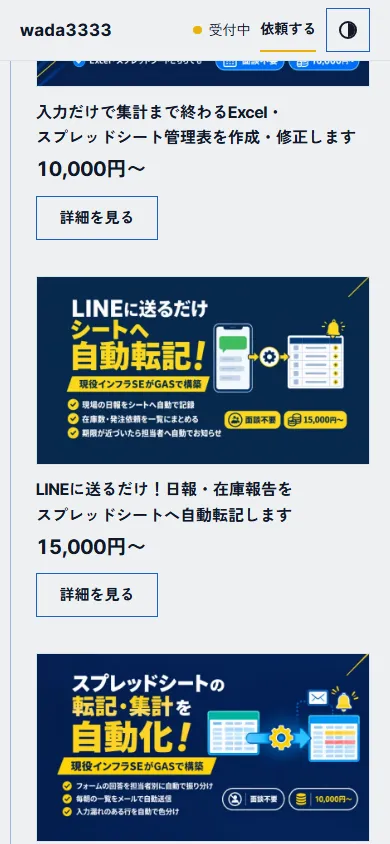 wada3333
受付中
依頼する
面談不要
10,000円〜
入力だけで集計まで終わるExcel・
スプレッドシート管理表を作成・修正します
10,000円〜
詳細を見る
LINEに送るだけ
シートへ
自動転記!
現役インフラSEがGASで構築
現場の日報をシートへ自動で記録
在庫数・発注依頼を一覧にまとめる
期限が近づいたら担当者へ自動でお知らせ
面談不要
15,000円〜
LINEに送るだけ！日報・在庫報告を
スプレッドシートへ自動転記します
15,000円〜
詳細を見る
スプレッドシートの
転記・集計を
自動化!
現役インフラSEがGASで構築
フォームの回答を担当者別に自動で振り分け
毎朝の一覧をメールで自動送信
入力漏れのある行を自動で色分け
面談不要
10,000円〜